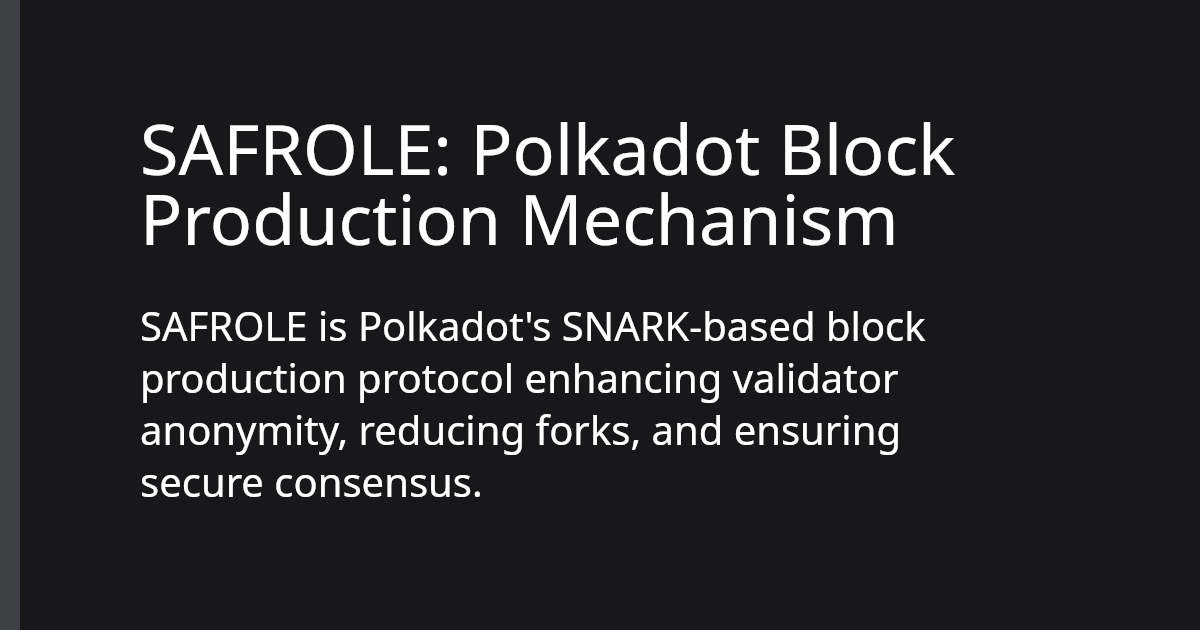 SAFROLE: Polkadot Block
Production Mechanism
SAFROLE is Polkadot's SNARK-based block
production protocol enhancing validator
anonymity, reducing forks, and ensuring
secure consensus.